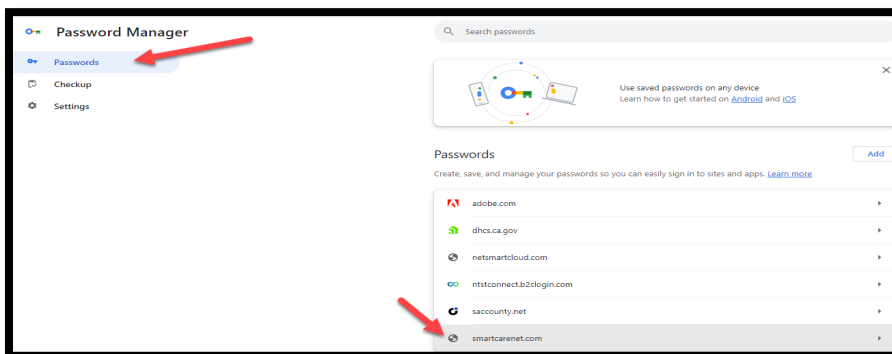 Password Manager
Search passwords
Passwords
Checkup
Settings
Use saved passwords on any device
Learn how to get started on Android and iOS
Passwords
Add
Create, save, and manage your passwords so you can easily sign in to sites and apps. Learn more
adobe.com
dhcs.ca.gov
netsmartcloud.com
ntstconnect.b2clogin.com
saccounty.net
smartcarenet.com